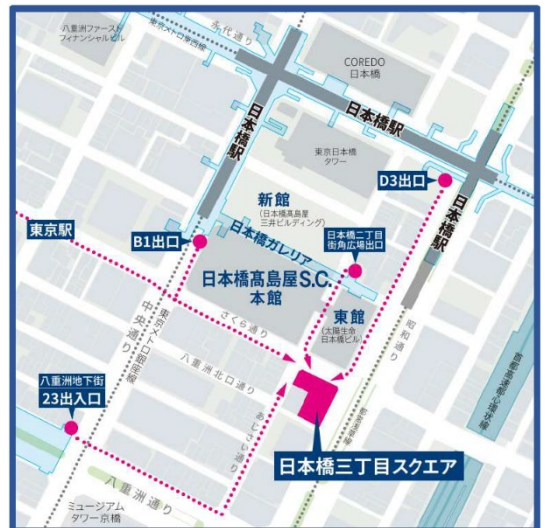 八重洲ファースト
フィナンシャルビル
永代通り
東京メトロ東西線
COREDO
日本橋
日本橋駅
日本橋駅
東京日本橋
タワー
D3出口
日本橋駅
新館
(日本橋髙島屋
三井ビルディング)
東京駅
B1出口
日本橋ガレリア
日本橋二丁目
街角広場出口
日本橋髙島屋S.C.
本館
東館
(太陽生命
日本橋ビル)
さくら通り
中央通り
東京メトロ銀座線
昭和通り
首都高速都心環状線
八重洲北口通り
八重洲地下街
23出入口
あじさい通り
都営浅草線
日本橋三丁目スクエア
八重洲通り
ミュージアム
タワー京橋